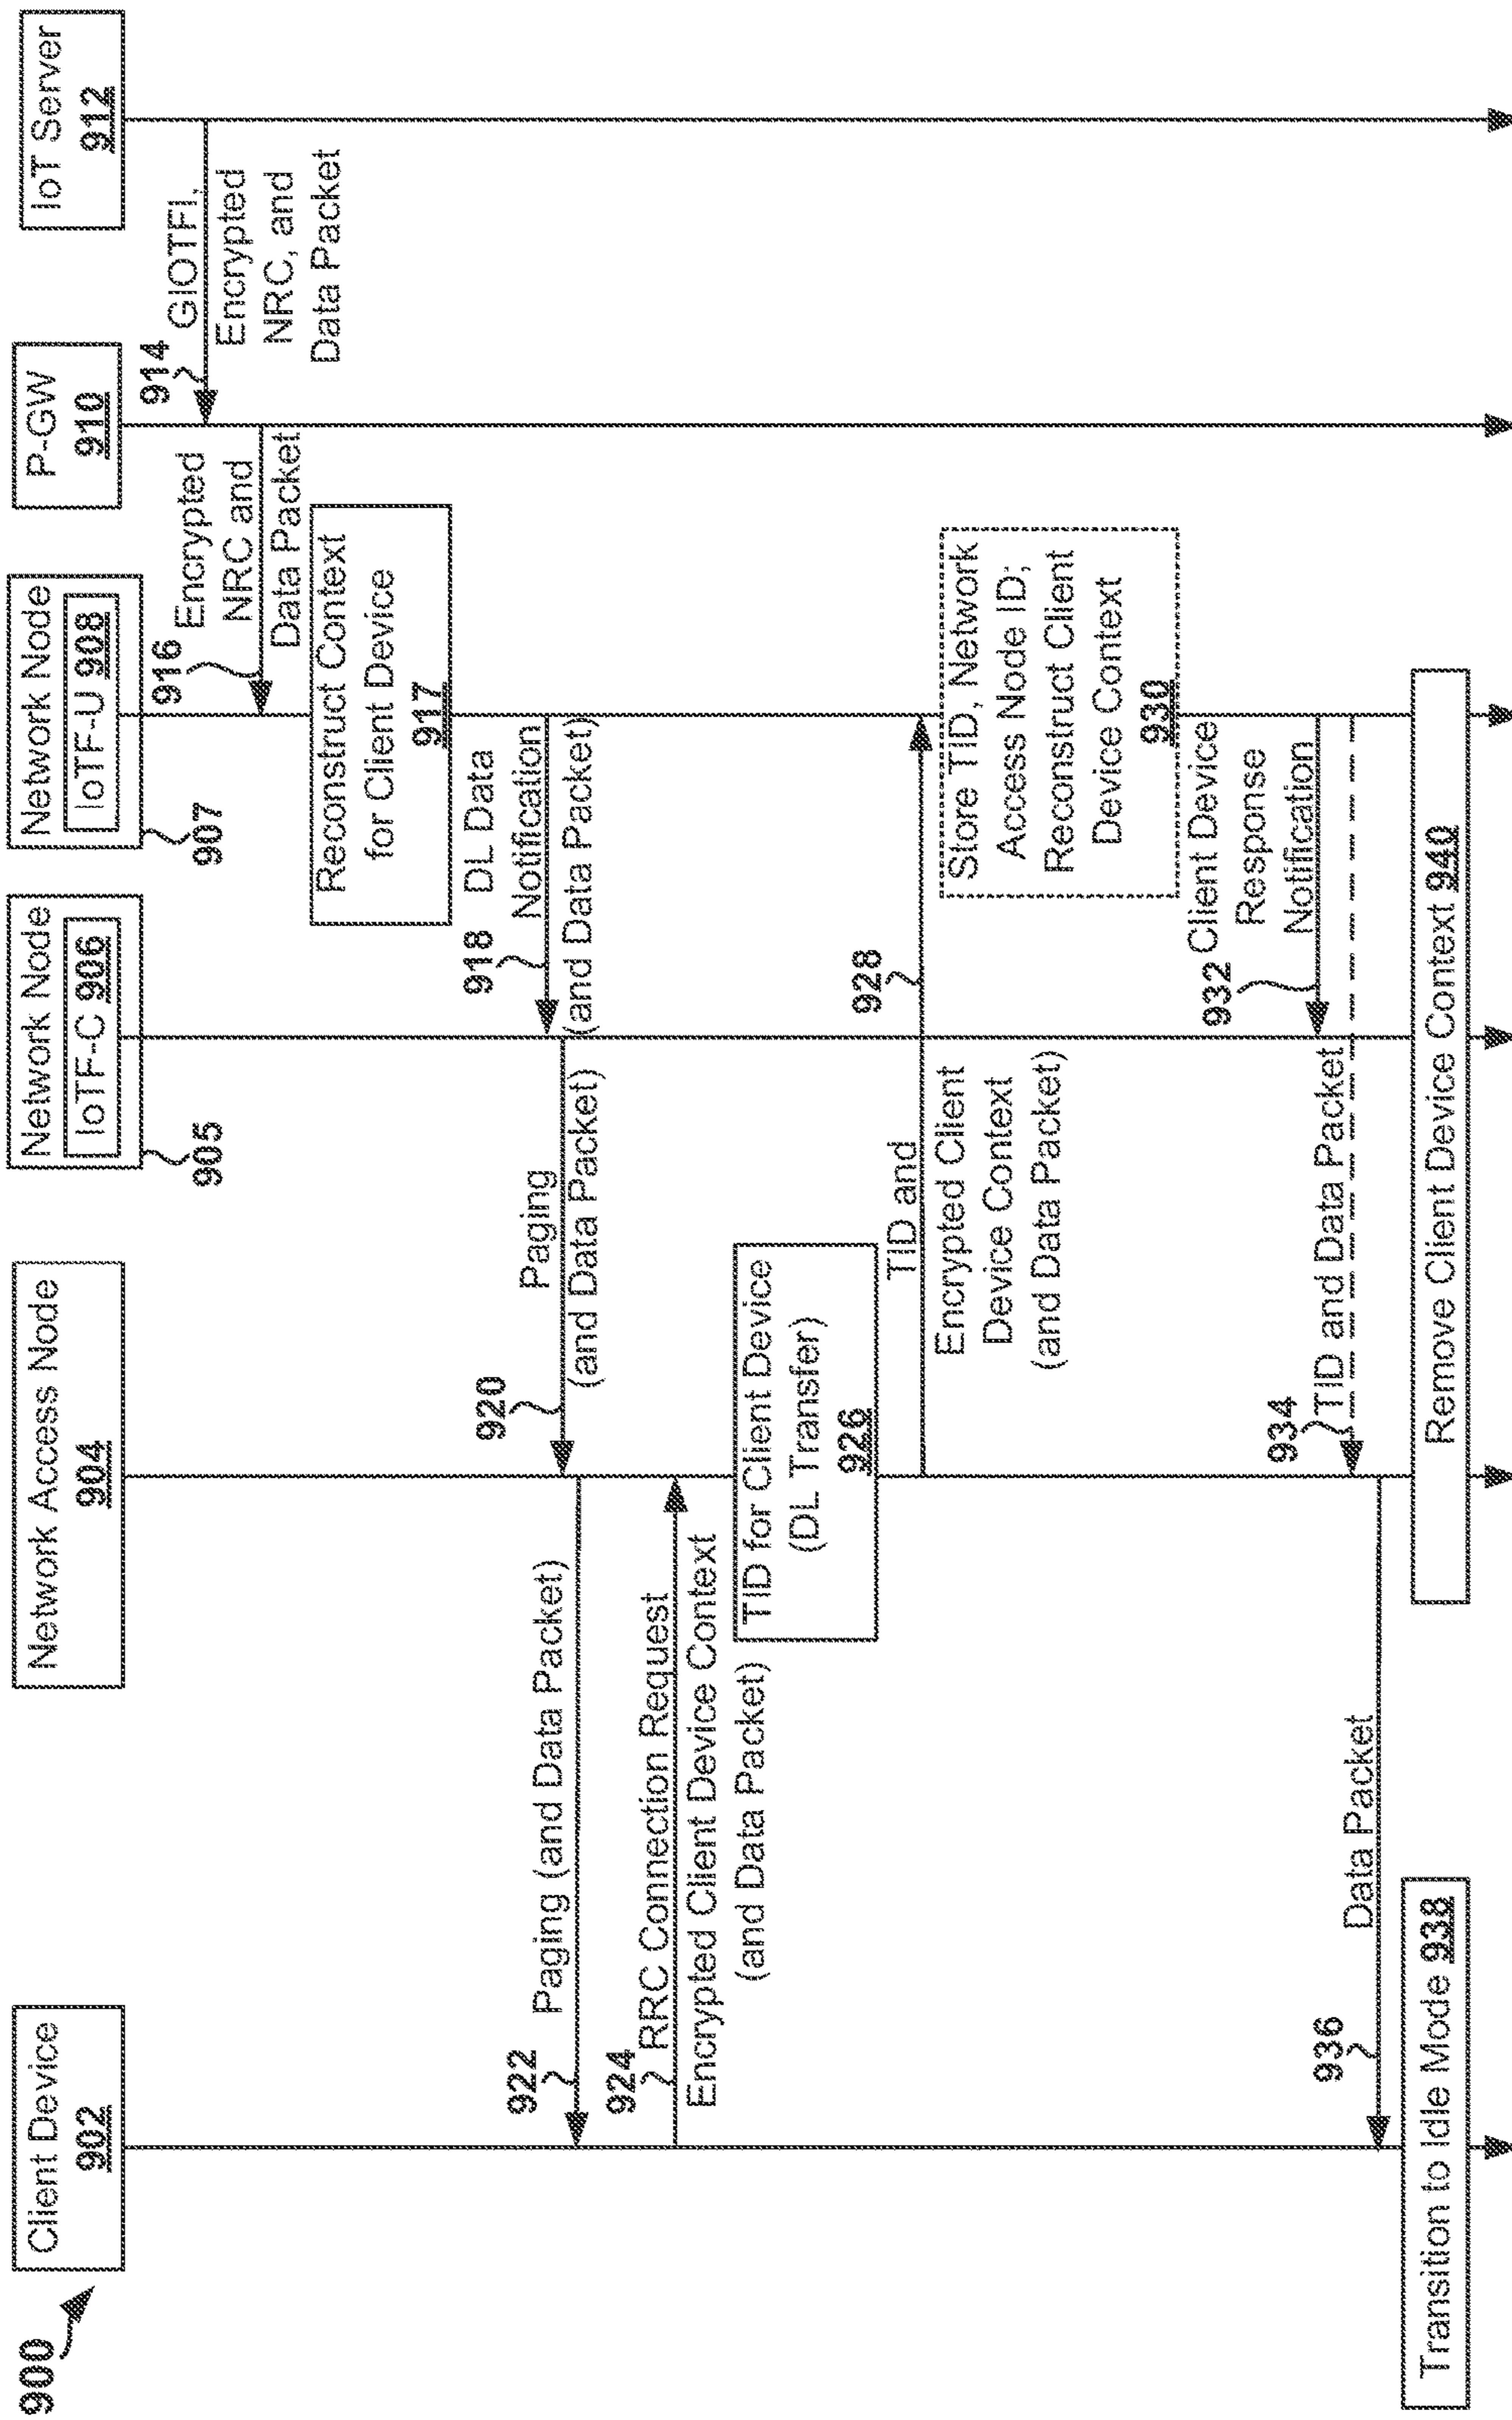 900
Client Device
902
Network Access Node
904
Network Node
IoTF-C 906
905
Network Node
IoTF-U 908
907
P-GW
910
IoT Server
912
914
GIOTFI,
Encrypted
NRC, and
Data Packet
916
Encrypted
NRC and
Data Packet
Reconstruct Context
for Client Device
917
918
DL Data
Notification
(and Data Packet)
920
Paging
(and Data Packet)
922
Paging (and Data Packet)
924
RRC Connection Request
Encrypted Client Device Context
(and Data Packet)
TID for Client Device
(DL Transfer)
926
928
TID and
Encrypted Client
Device Context
(and Data Packet)
Store TID, Network
Access Node ID;
Reconstruct Client
Device Context
930
932
Client Device
Response
Notification
934
TID and Data Packet
936
Data Packet
Transition to Idle Mode 938
Remove Client Device Context 940